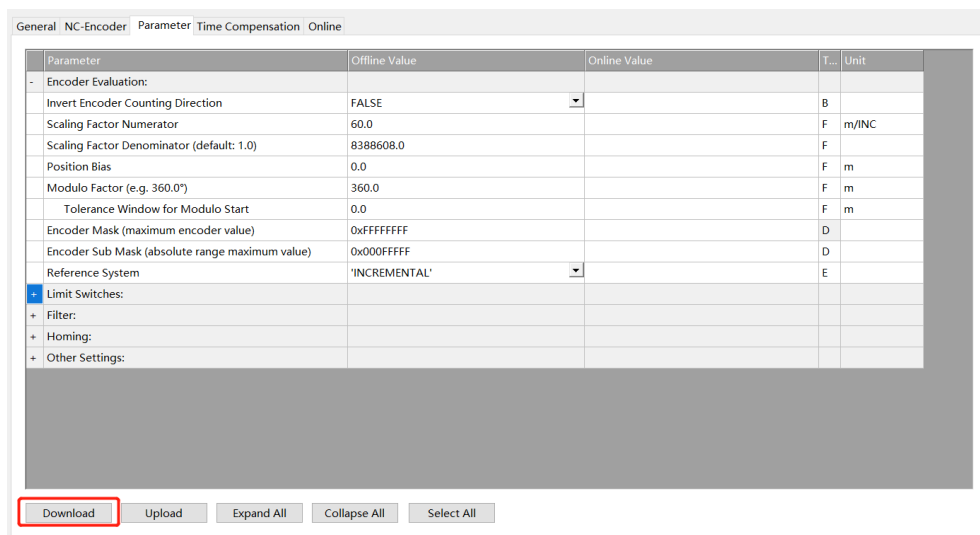 General NC-Encoder Parameter Time Compensation Online
Parameter Offline Value Online Value T... Unit
- Encoder Evaluation:
Invert Encoder Counting Direction FALSE B
Scaling Factor Numerator 60.0 F m/INC
Scaling Factor Denominator (default: 1.0) 8388608.0 F
Position Bias 0.0 F m
Modulo Factor (e.g. 360.0°) 360.0 F m
Tolerance Window for Modulo Start 0.0 F m
Encoder Mask (maximum encoder value) 0xFFFFFFFF D
Encoder Sub Mask (absolute range maximum value) 0x000FFFFF D
Reference System 'INCREMENTAL' E
+ Limit Switches:
+ Filter:
+ Homing:
+ Other Settings:
Download Upload Expand All Collapse All Select All